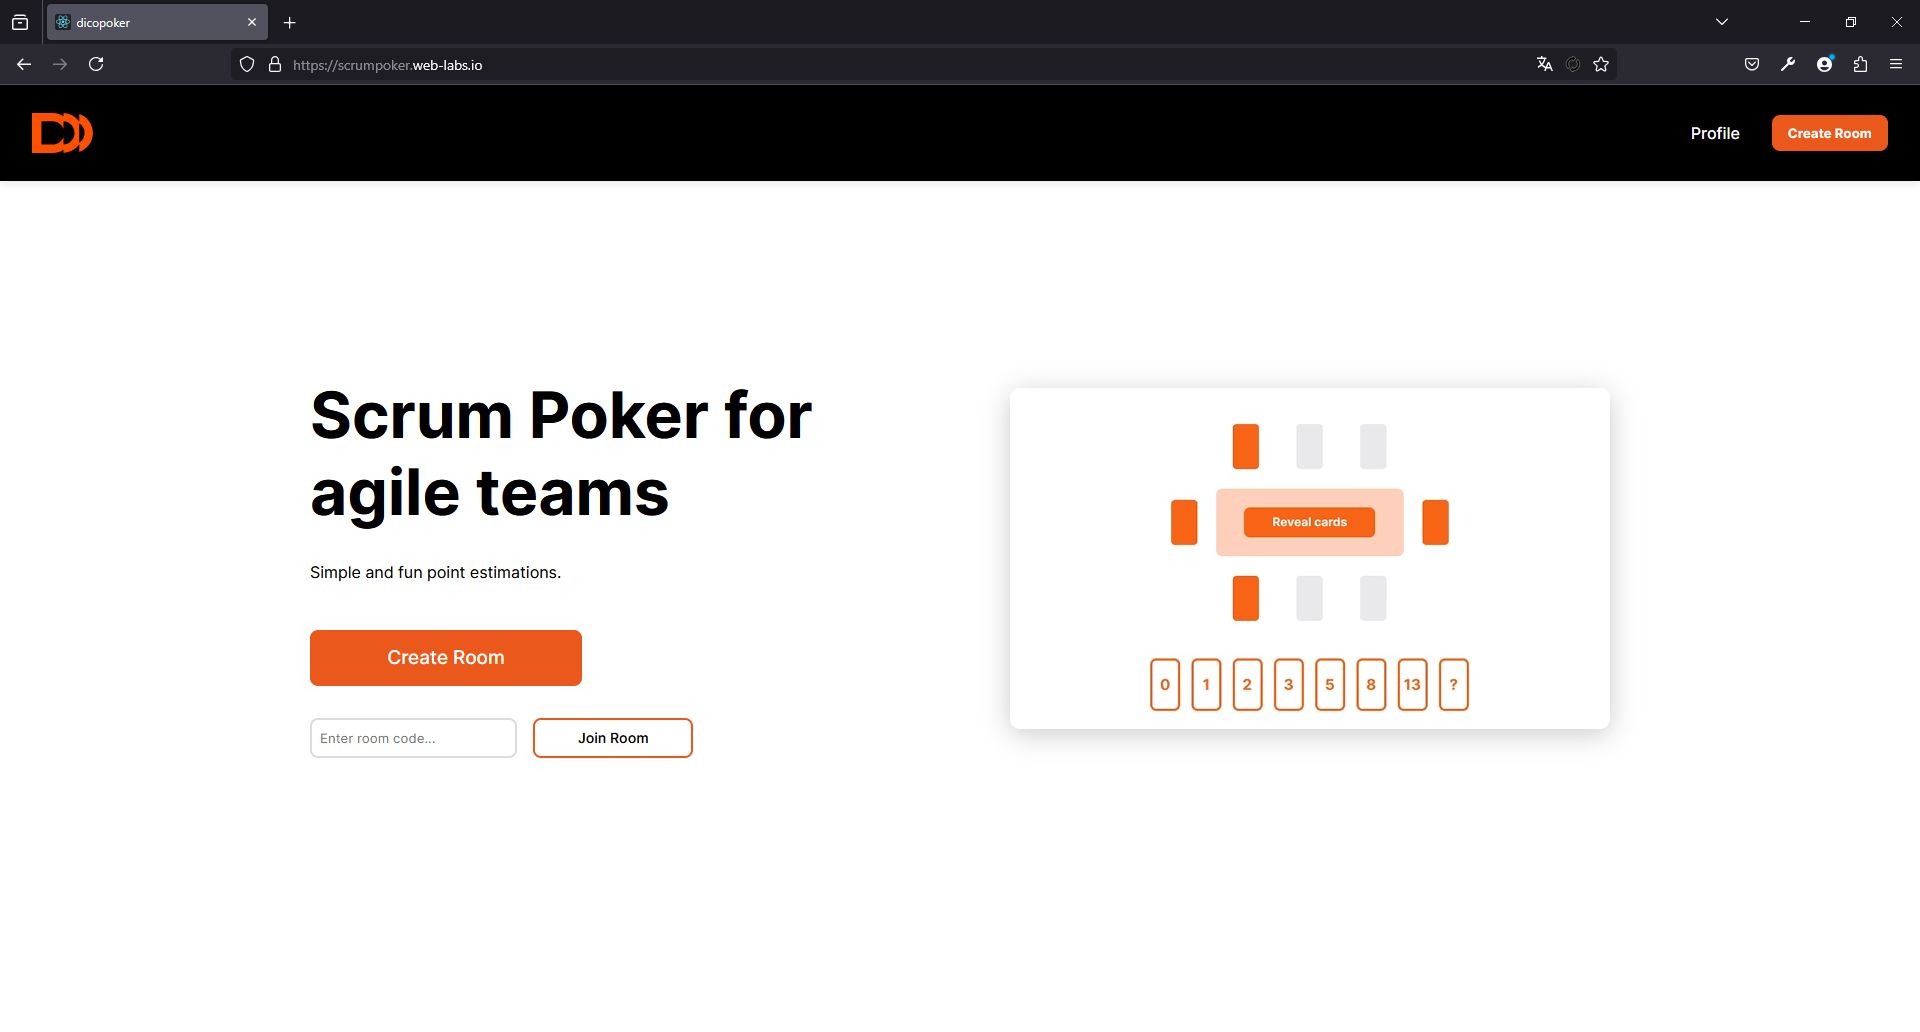 dicopoker
https://scrumpoker.web-labs.io
Profile
Create Room
Scrum Poker for
agile teams
Simple and fun point estimations.
Create Room
Enter room code...
Join Room
Reveal cards
0 1 2 3 5 8 13 ?